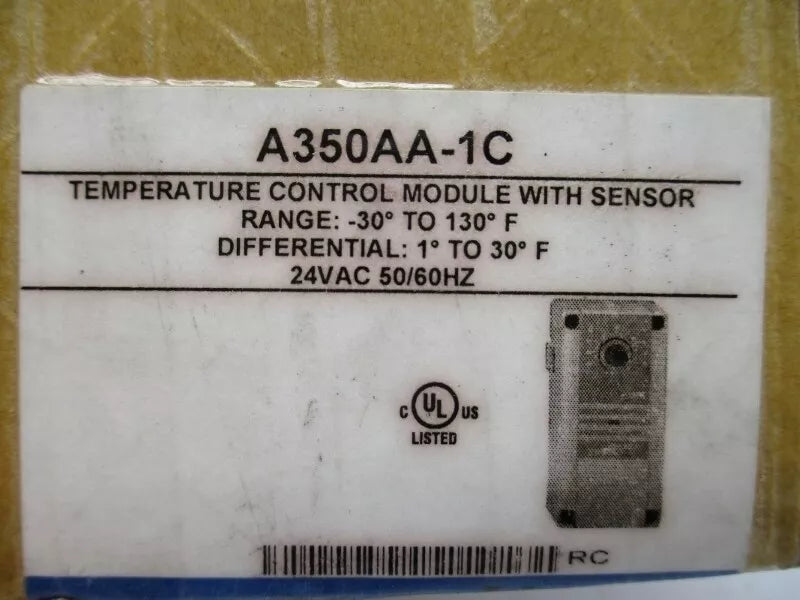 A350AA-1C
TEMPERATURE CONTROL MODULE WITH SENSOR
RANGE: -30° TO 130° F
DIFFERENTIAL: 1° TO 30° F
24VAC 50/60HZ
C UL US
LISTED
RC